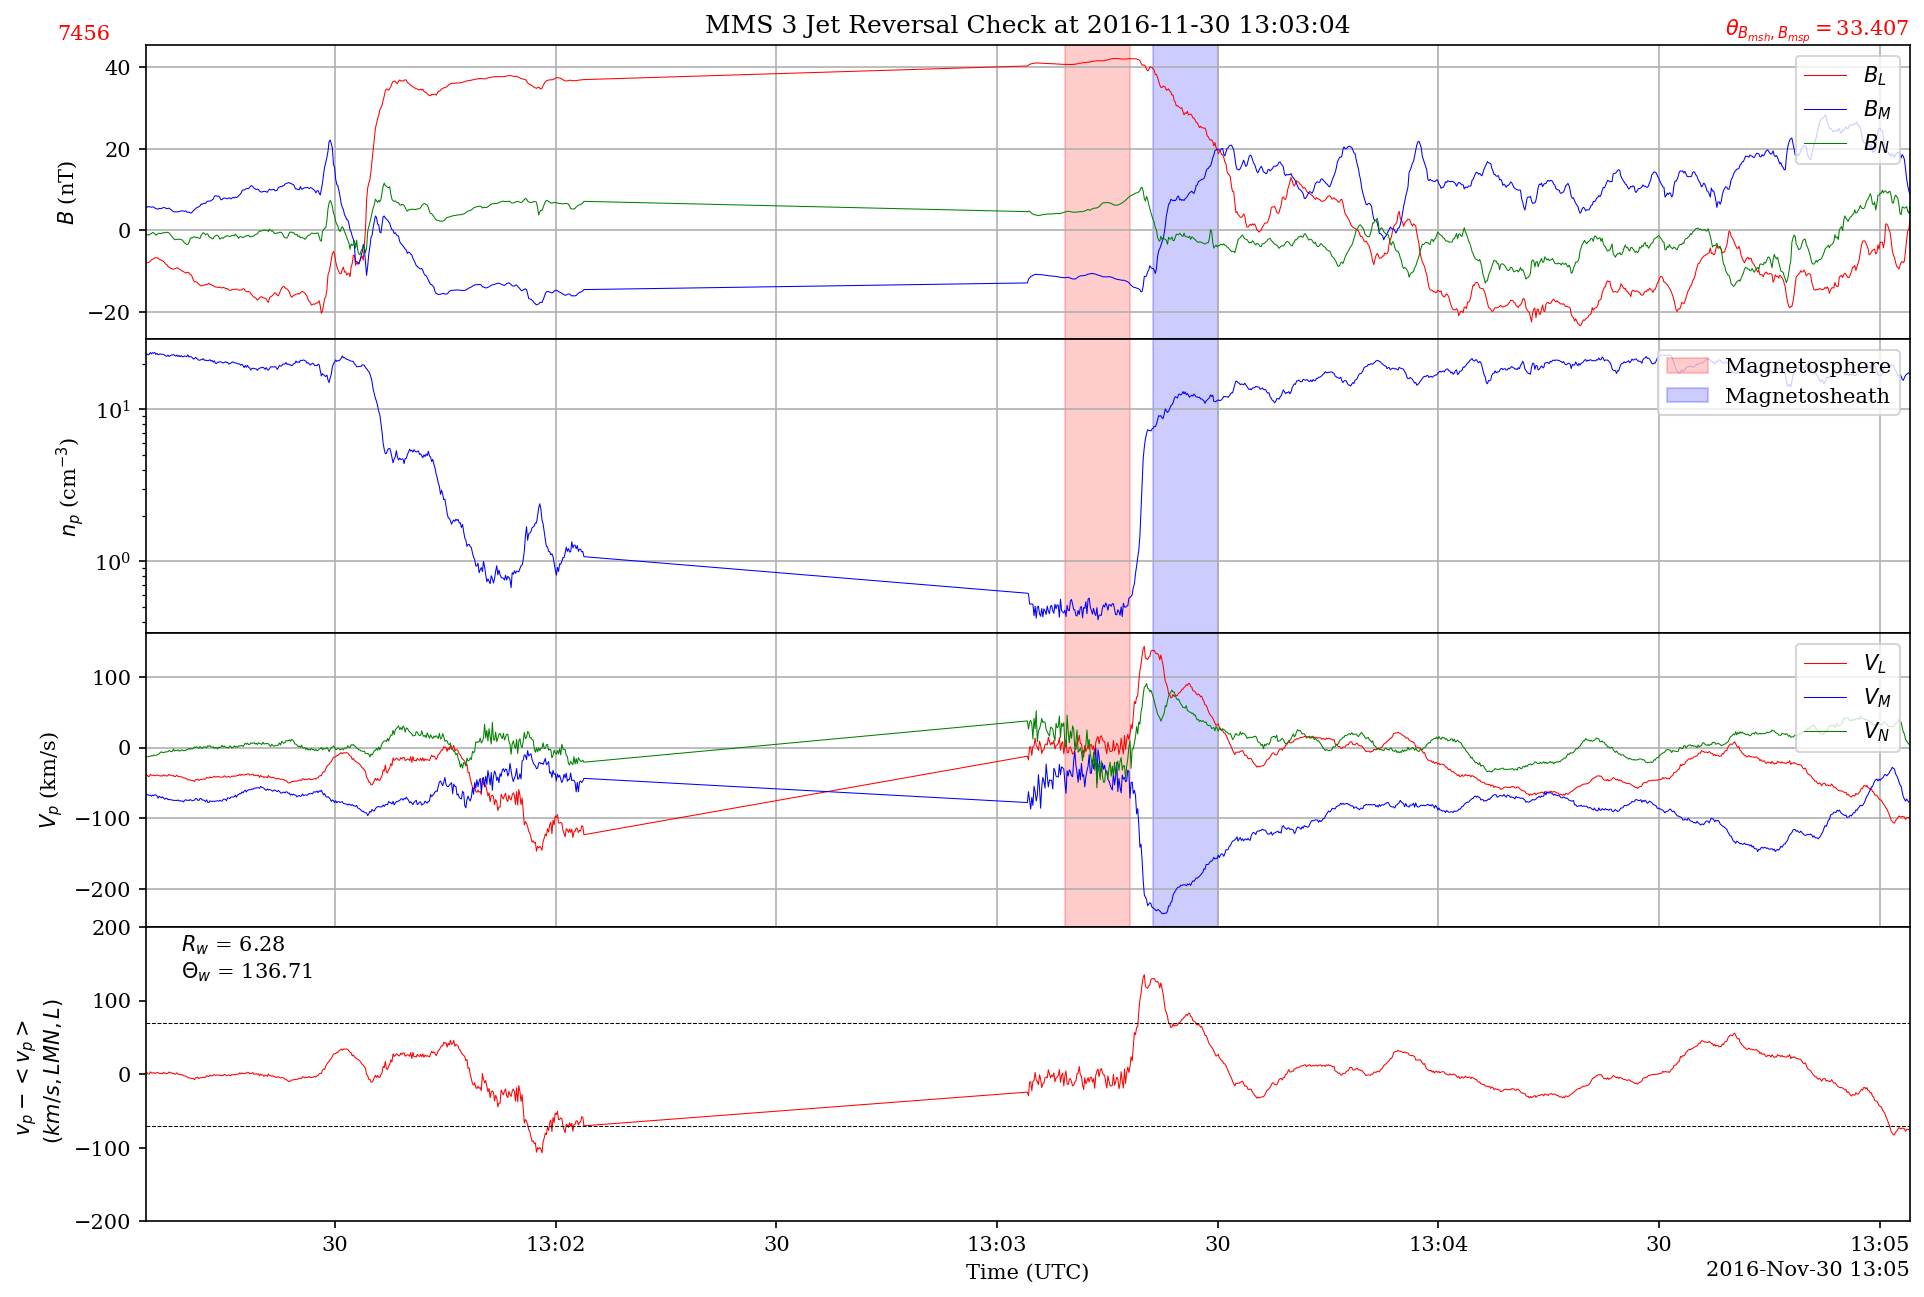 MMS 3 Jet Reversal Check at 2016-11-30 13:03:04
7456
θ_{B_{msh}, B_{msp}} = 33.407
40
20
0
−20
B (nT)
B_L
B_M
B_N
10^1
10^0
n_p (cm^{−3})
Magnetosphere
Magnetosheath
100
0
−100
−200
V_p (km/s)
V_L
V_M
V_N
200
100
0
−100
−200
v_p − <v_p>
(km/s, LMN, L)
R_w = 6.28
Θ_w = 136.71
30
13:02
30
13:03
30
13:04
30
13:05
Time (UTC)
2016-Nov-30 13:05